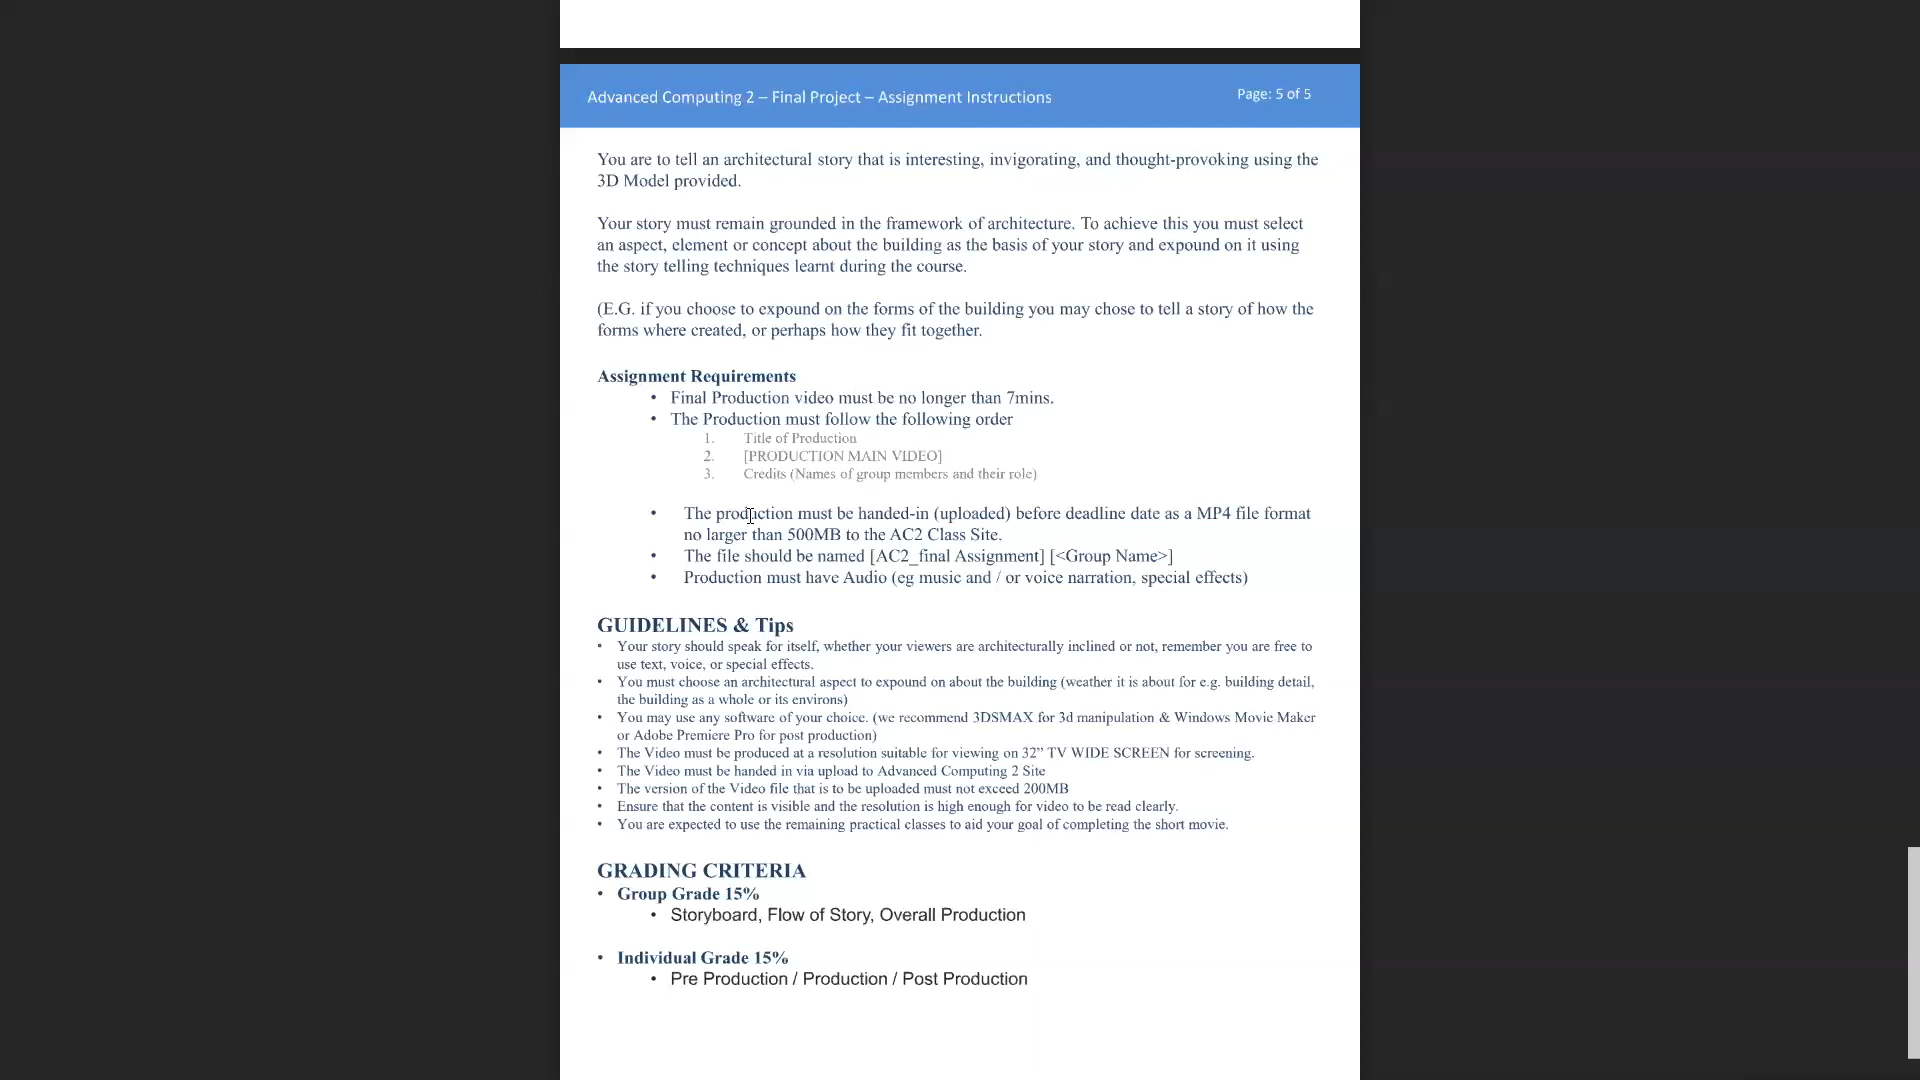 Advanced Computing 2 – Final Project – Assignment Instructions
Page: 5 of 5
You are to tell an architectural story that is interesting, invigorating, and thought-provoking using the
3D Model provided.
Your story must remain grounded in the framework of architecture. To achieve this you must select
an aspect, element or concept about the building as the basis of your story and expound on it using
the story telling techniques learnt during the course.
(E.G. if you choose to expound on the forms of the building you may chose to tell a story of how the
forms where created, or perhaps how they fit together.
Assignment Requirements
• Final Production video must be no longer than 7mins.
• The Production must follow the following order
1. Title of Production
2. [PRODUCTION MAIN VIDEO]
3. Credits (Names of group members and their role)
• The production must be handed-in (uploaded) before deadline date as a MP4 file format
no larger than 500MB to the AC2 Class Site.
• The file should be named [AC2_final Assignment] [<Group Name>]
• Production must have Audio (eg music and / or voice narration, special effects)
GUIDELINES & Tips
• Your story should speak for itself, whether your viewers are architecturally inclined or not, remember you are free to
use text, voice, or special effects.
• You must choose an architectural aspect to expound on about the building (weather it is about for e.g. building detail,
the building as a whole or its environs)
• You may use any software of your choice. (we recommend 3DSMAX for 3d manipulation & Windows Movie Maker
or Adobe Premiere Pro for post production)
• The Video must be produced at a resolution suitable for viewing on 32” TV WIDE SCREEN for screening.
• The Video must be handed in via upload to Advanced Computing 2 Site
• The version of the Video file that is to be uploaded must not exceed 200MB
• Ensure that the content is visible and the resolution is high enough for video to be read clearly.
• You are expected to use the remaining practical classes to aid your goal of completing the short movie.
GRADING CRITERIA
• Group Grade 15%
• Storyboard, Flow of Story, Overall Production
• Individual Grade 15%
• Pre Production / Production / Post Production